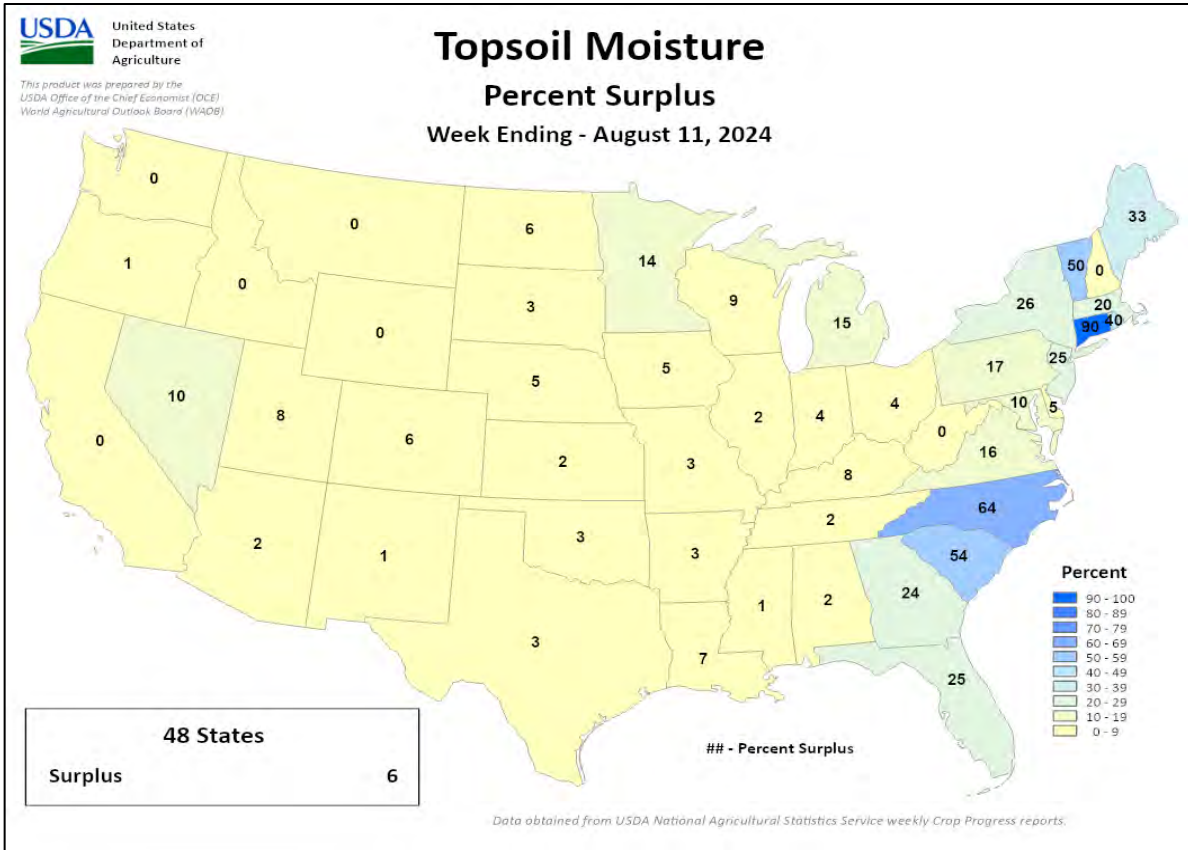 USDA
United States
Department of
Agriculture
This product was prepared by the
USDA Office of the Chief Economist (OCE)
World Agricultural Outlook Board (WAOB)
Topsoil Moisture
Percent Surplus
Week Ending - August 11, 2024
0
0
6
14
33
1
0
0
3
9
15
26
50
0
20
90
40
10
8
6
5
5
2
4
4
17
25
10
5
0
0
2
3
8
16
2
1
3
3
2
64
54
3
7
1
2
24
25
Percent
90 - 100
80 - 89
70 - 79
60 - 69
50 - 59
40 - 49
30 - 39
20 - 29
10 - 19
0 - 9
48 States
Surplus 6
## - Percent Surplus
Data obtained from USDA National Agricultural Statistics Service weekly Crop Progress reports.